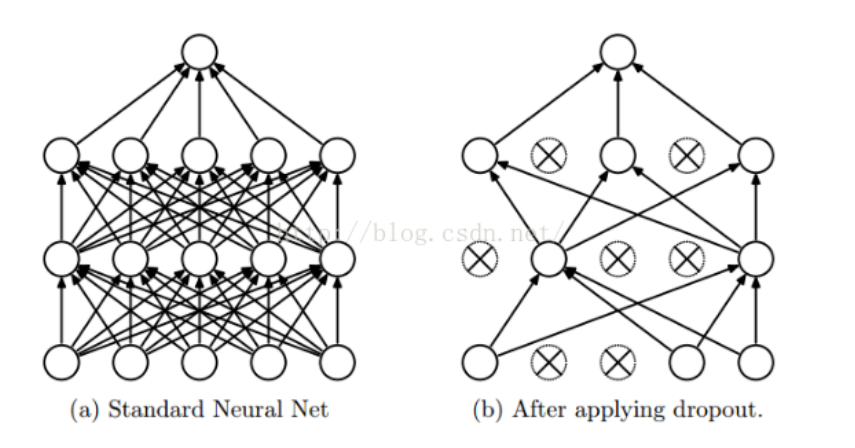 http://blog.csdn.net/
(a) Standard Neural Net
(b) After applying dropout.